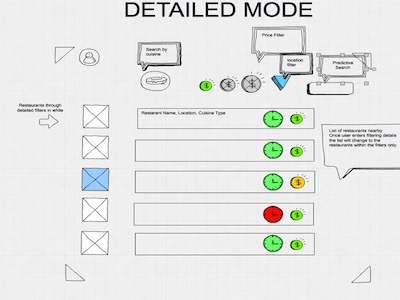 DETAILED MODE
Price Filter
Search by
cuisine
location
filter
Predictive
Search
Restaurants through
detailed filters in white
Restarant Name, Location, Cuisine Type
List of restaurants nearby
Once user enters filtering details
the list will change to the
restaurants within the filters only.